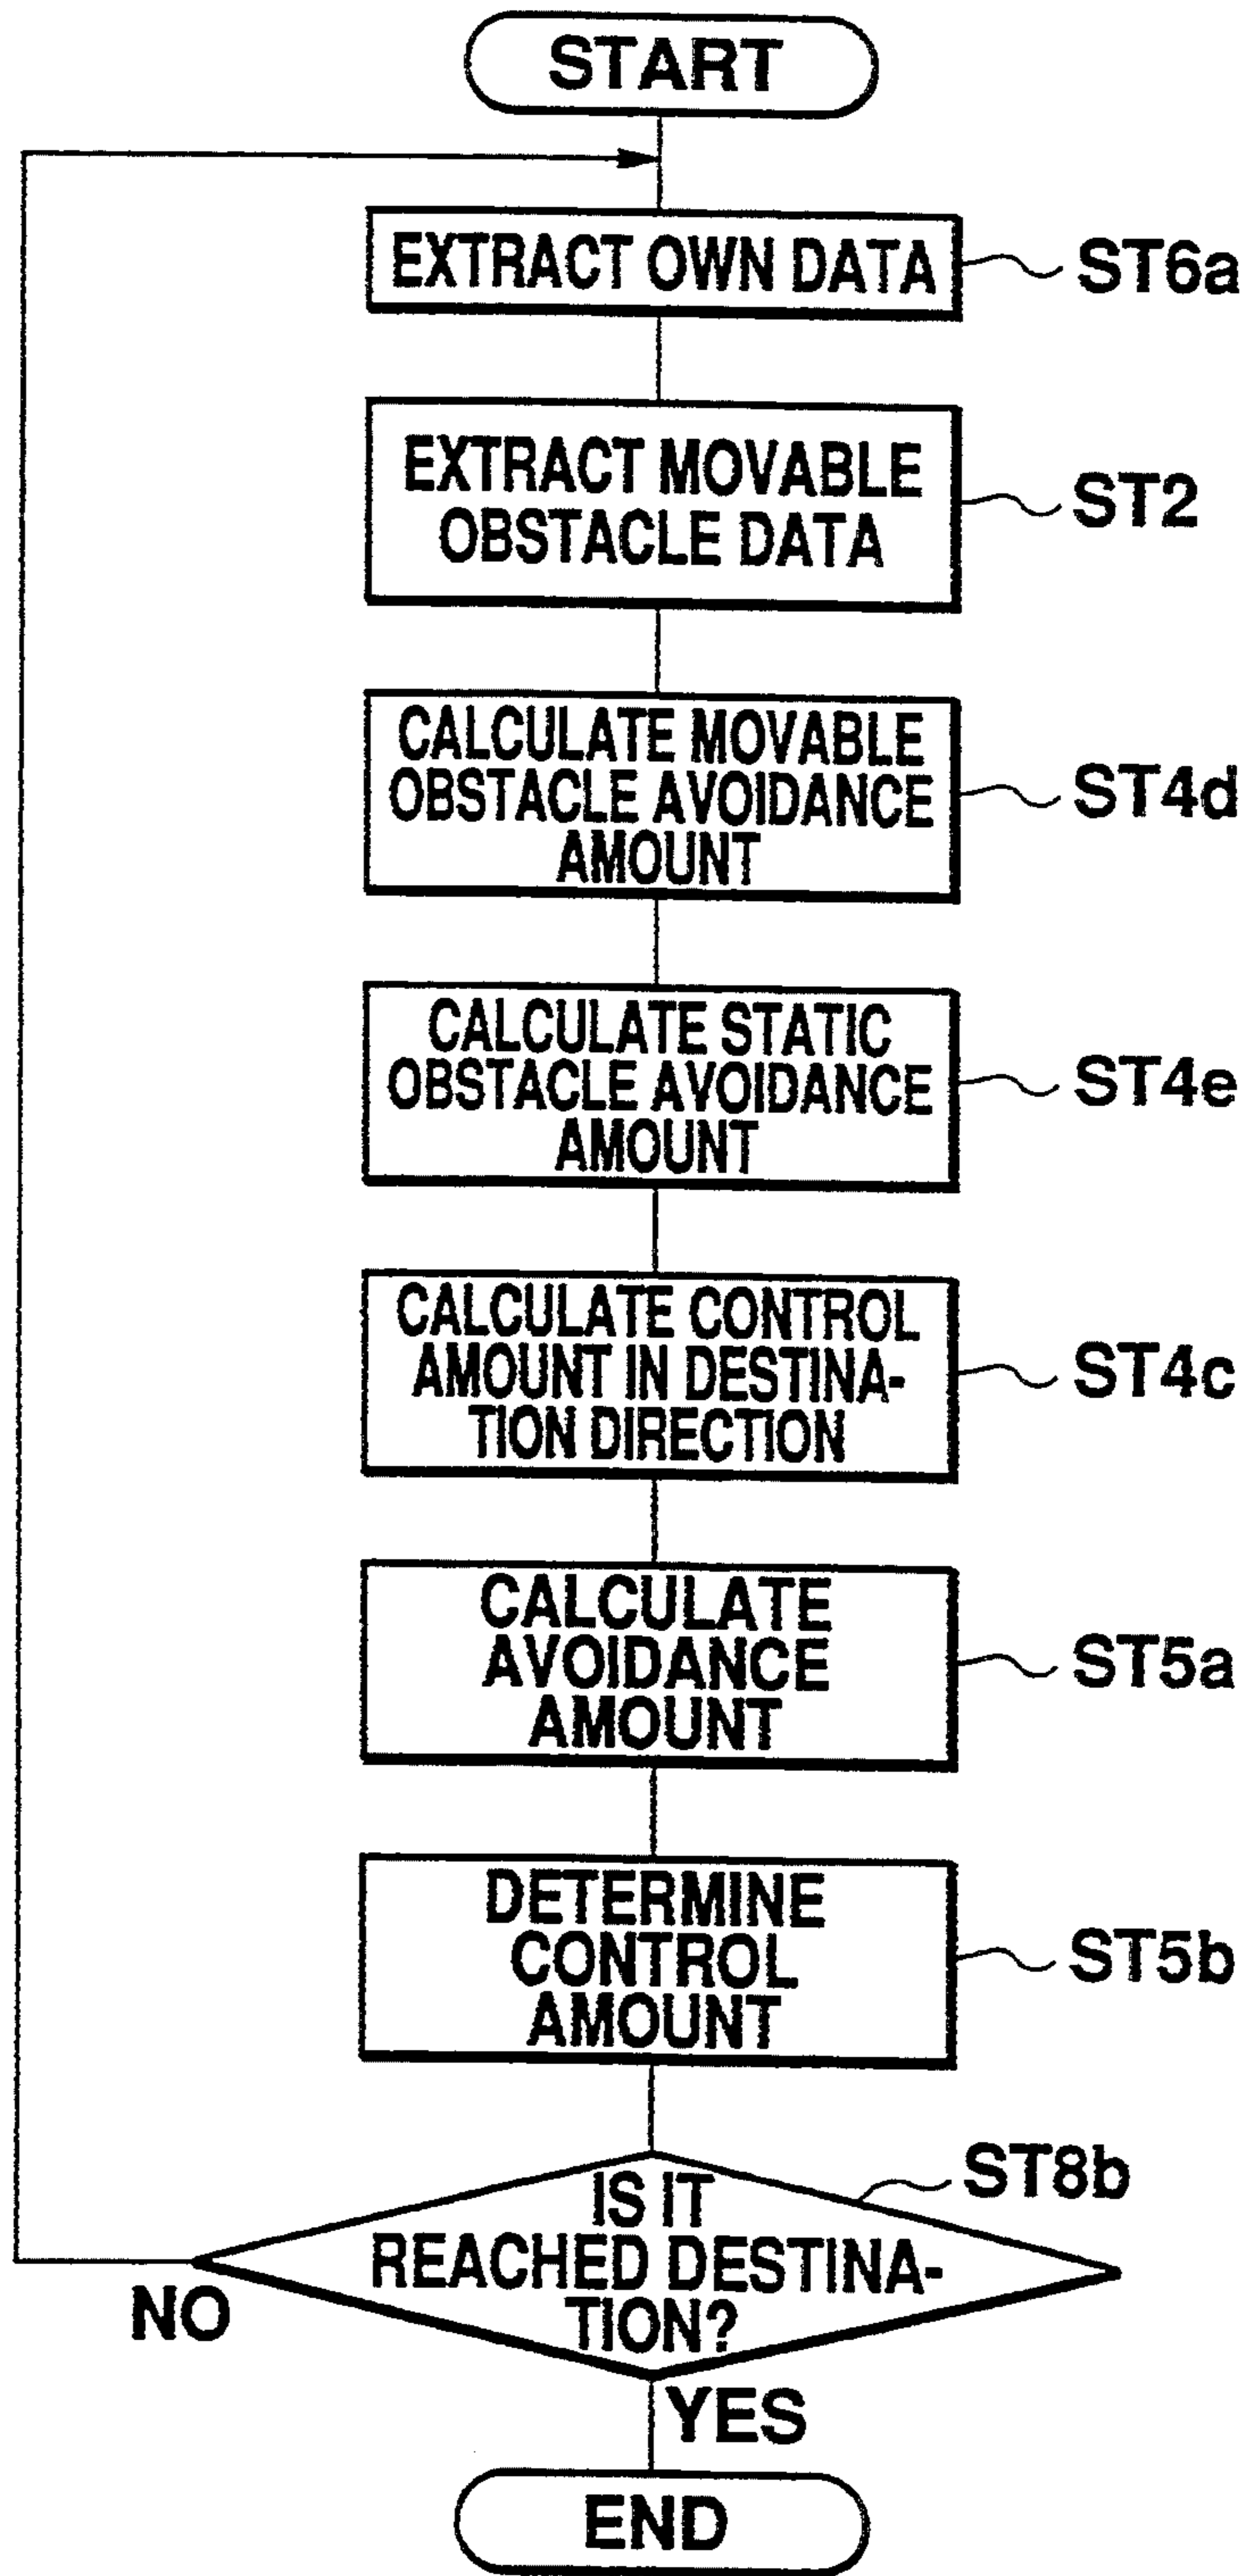 START
EXTRACT OWN DATA
ST6a
EXTRACT MOVABLE
OBSTACLE DATA
ST2
CALCULATE MOVABLE
OBSTACLE AVOIDANCE
AMOUNT
ST4d
CALCULATE STATIC
OBSTACLE AVOIDANCE
AMOUNT
ST4e
CALCULATE CONTROL
AMOUNT IN DESTINA-
TION DIRECTION
ST4c
CALCULATE
AVOIDANCE
AMOUNT
ST5a
DETERMINE
CONTROL
AMOUNT
ST5b
ST8b
IS IT
REACHED DESTINA-
TION?
NO
YES
END